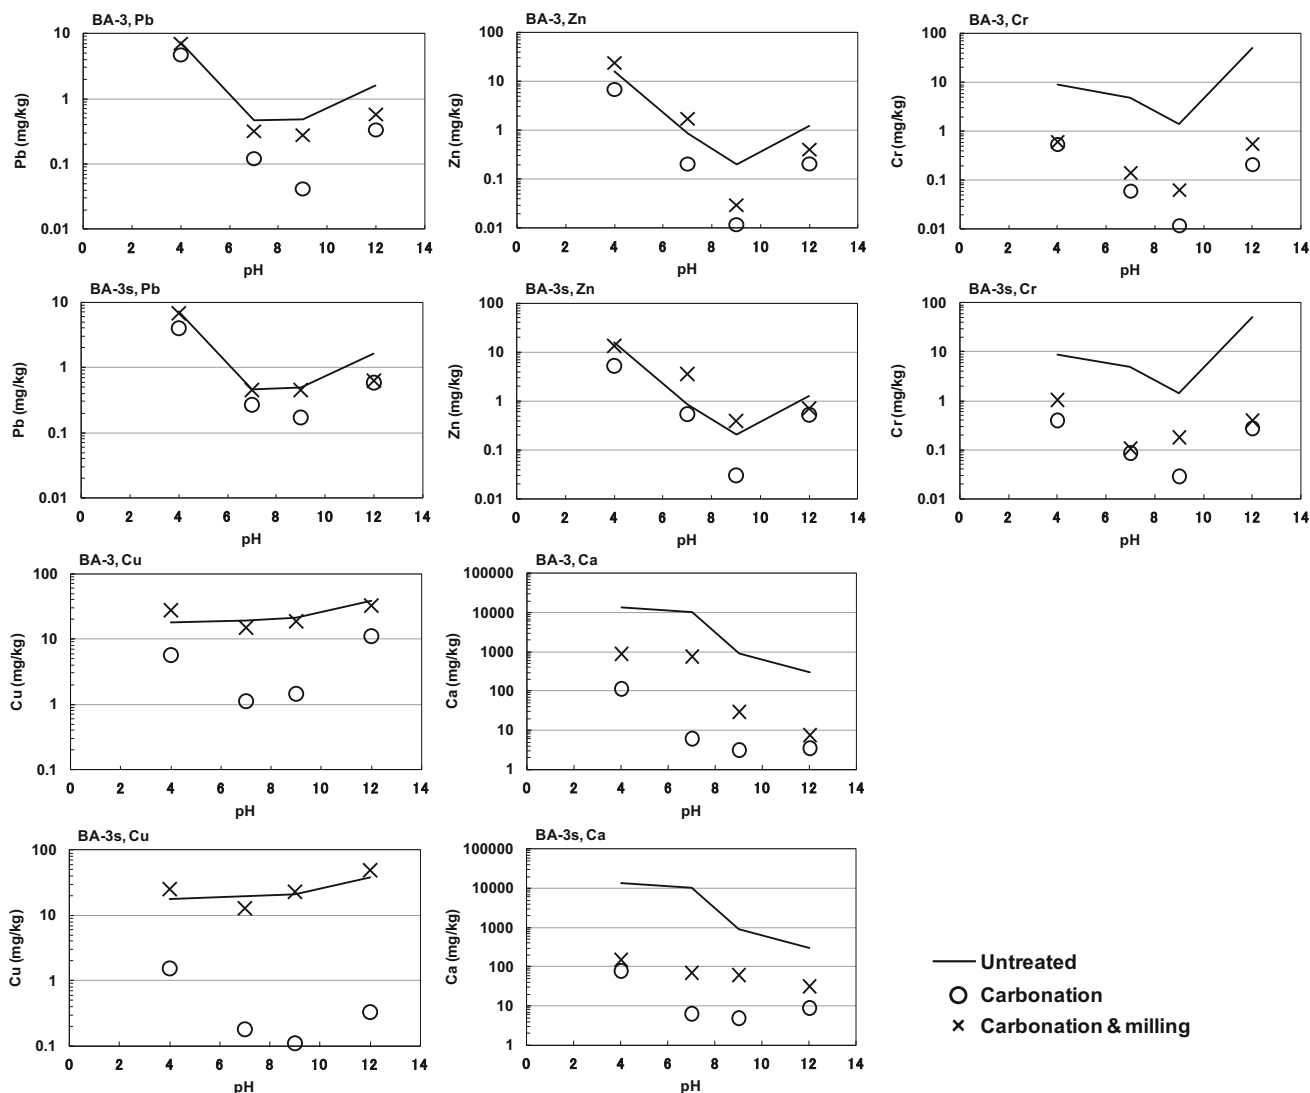 BA-3, Pb
Pb (mg/kg)
10
1
0.1
0.01
0 2 4 6 8 10 12 14
pH
BA-3, Zn
Zn (mg/kg)
100
10
1
0.1
0.01
0 2 4 6 8 10 12 14
pH
BA-3, Cr
Cr (mg/kg)
100
10
1
0.1
0.01
0 2 4 6 8 10 12 14
pH
BA-3s, Pb
Pb (mg/kg)
10
1
0.1
0.01
0 2 4 6 8 10 12 14
pH
BA-3s, Zn
Zn (mg/kg)
100
10
1
0.1
0.01
0 2 4 6 8 10 12 14
pH
BA-3s, Cr
Cr (mg/kg)
100
10
1
0.1
0.01
0 2 4 6 8 10 12 14
pH
BA-3, Cu
Cu (mg/kg)
100
10
1
0.1
0 2 4 6 8 10 12 14
pH
BA-3, Ca
Ca (mg/kg)
100000
10000
1000
100
10
1
0 2 4 6 8 10 12 14
pH
BA-3s, Cu
Cu (mg/kg)
100
10
1
0.1
0 2 4 6 8 10 12 14
pH
BA-3s, Ca
Ca (mg/kg)
100000
10000
1000
100
10
1
0 2 4 6 8 10 12 14
pH
Untreated
Carbonation
Carbonation & milling